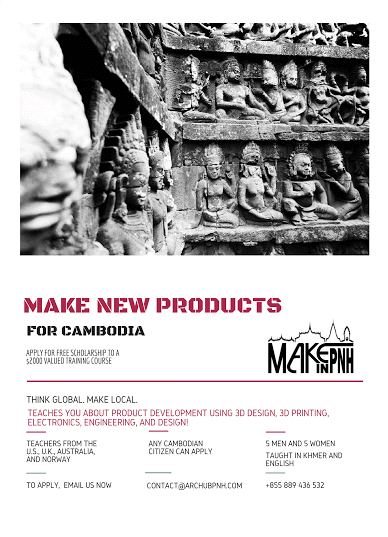 MAKE NEW PRODUCTS
FOR CAMBODIA
APPLY FOR FREE SCHOLARSHIP TO A
$2000 VALUED TRAINING COURSE
MAKE
IN PNH
THINK GLOBAL. MAKE LOCAL.
TEACHES YOU ABOUT PRODUCT DEVELOPMENT USING 3D DESIGN, 3D PRINTING,
ELECTRONICS, ENGINEERING, AND DESIGN!
TEACHERS FROM THE
U.S., U.K., AUSTRALIA,
AND NORWAY
ANY CAMBODIAN
CITIZEN CAN APPLY
5 MEN AND 5 WOMEN
TAUGHT IN KHMER AND
ENGLISH
TO APPLY, EMAIL US NOW
CONTACT@ARCHUBPNH.COM
+855 889 436 532